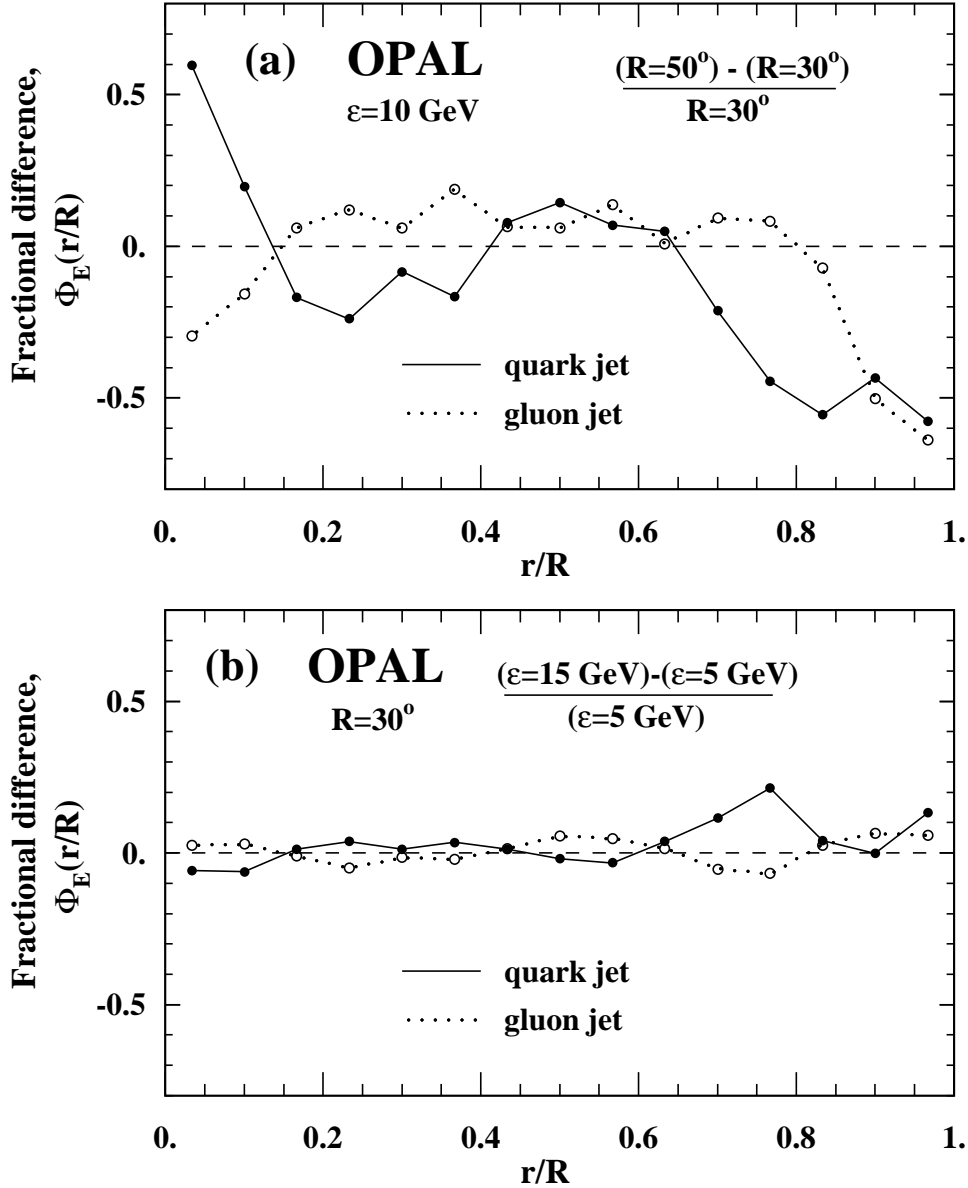 (a) OPAL
ε=10 GeV
(R=50°) - (R=30°)
R=30°
Fractional difference,
Φ_E(r/R)
0.5
0.
-0.5
quark jet
gluon jet
0. 0.2 0.4 0.6 0.8 1.
r/R
(b) OPAL
R=30°
(ε=15 GeV)-(ε=5 GeV)
(ε=5 GeV)
Fractional difference,
Φ_E(r/R)
0.5
0.
-0.5
quark jet
gluon jet
0. 0.2 0.4 0.6 0.8 1.
r/R